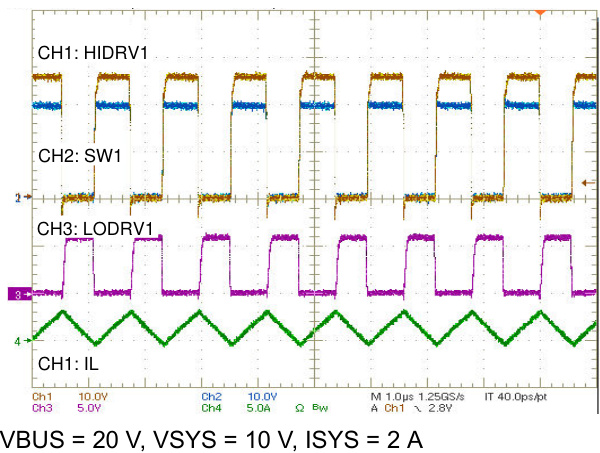 CH1: HIDRV1
CH2: SW1
2
CH3: LODRV1
3
4
CH1: IL
Ch1 10.0V Ch2 10.0V M 1.0µs 1.25GS/s IT 40.0ps/pt
Ch3 5.0V Ch4 5.0A Ω Bw A Ch1 2.8V
VBUS = 20 V, VSYS = 10 V, ISYS = 2 A